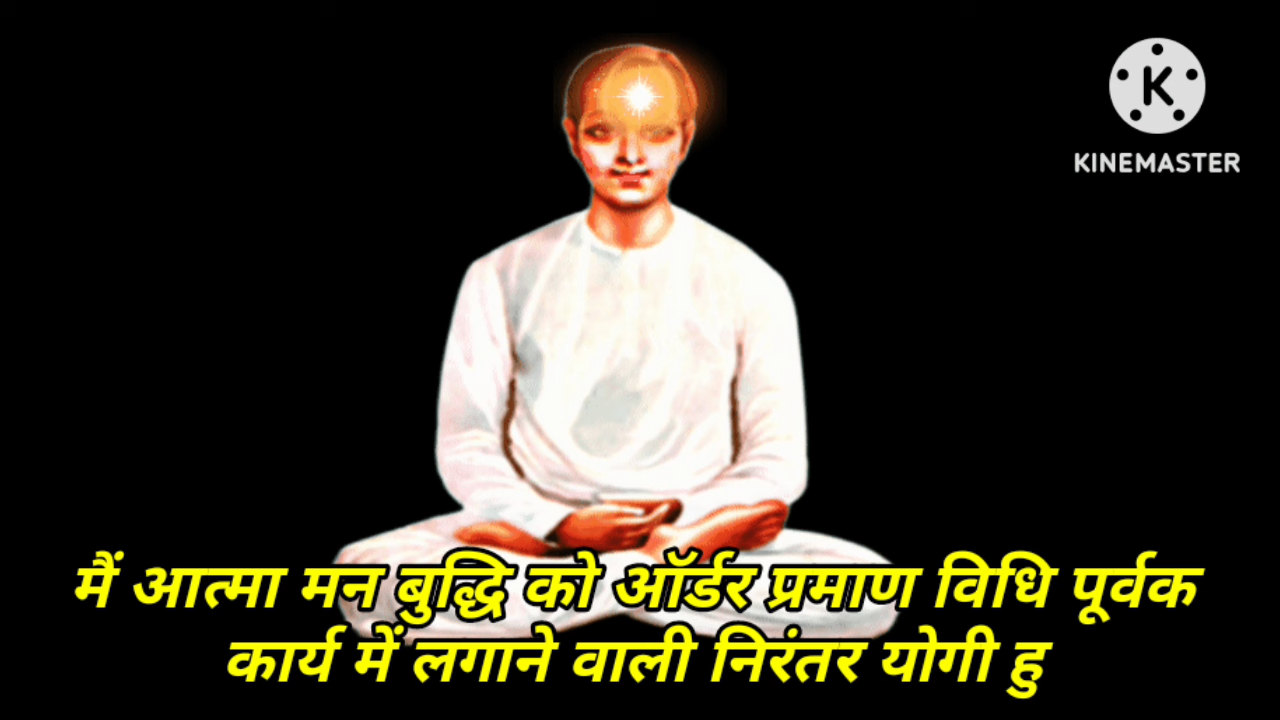 K
KINEMASTER
मैं आत्मा मन बुद्धि को ऑर्डर प्रमाण विधि पूर्वक
कार्य में लगाने वाली निरंतर योगी हु